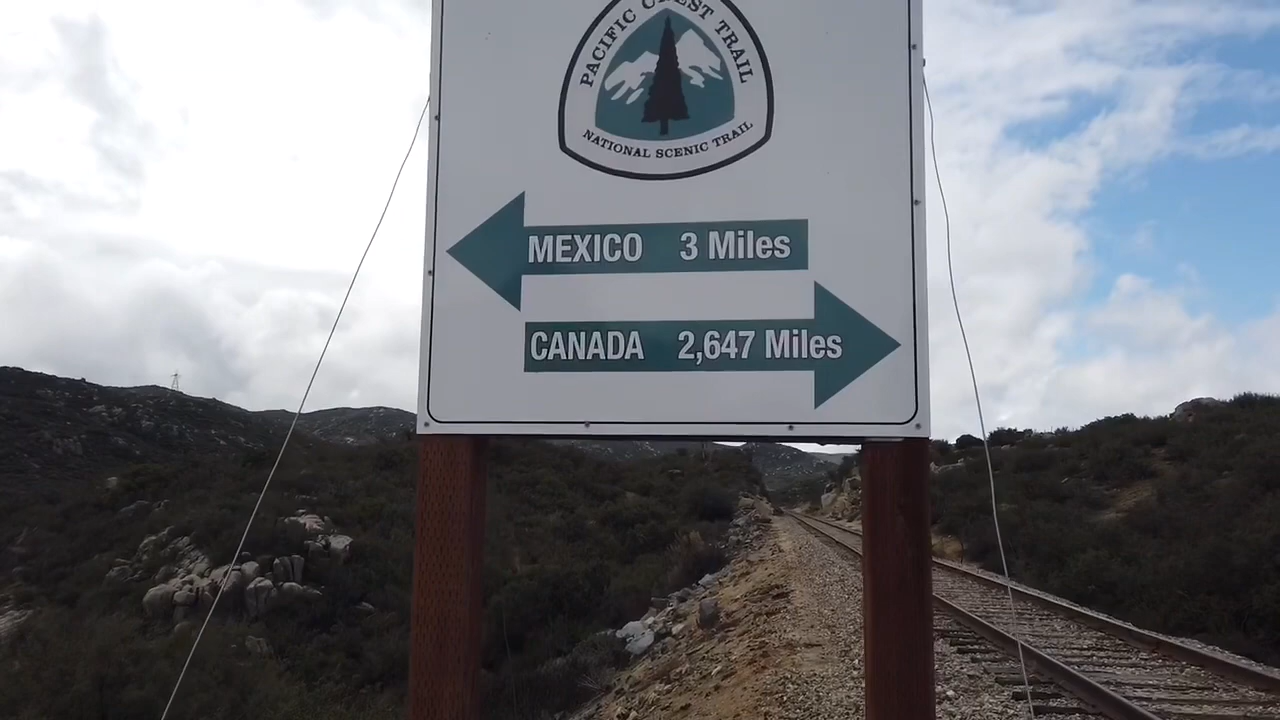 PACIFIC CREST TRAIL
NATIONAL SCENIC TRAIL
MEXICO 3 Miles
CANADA 2,647 Miles